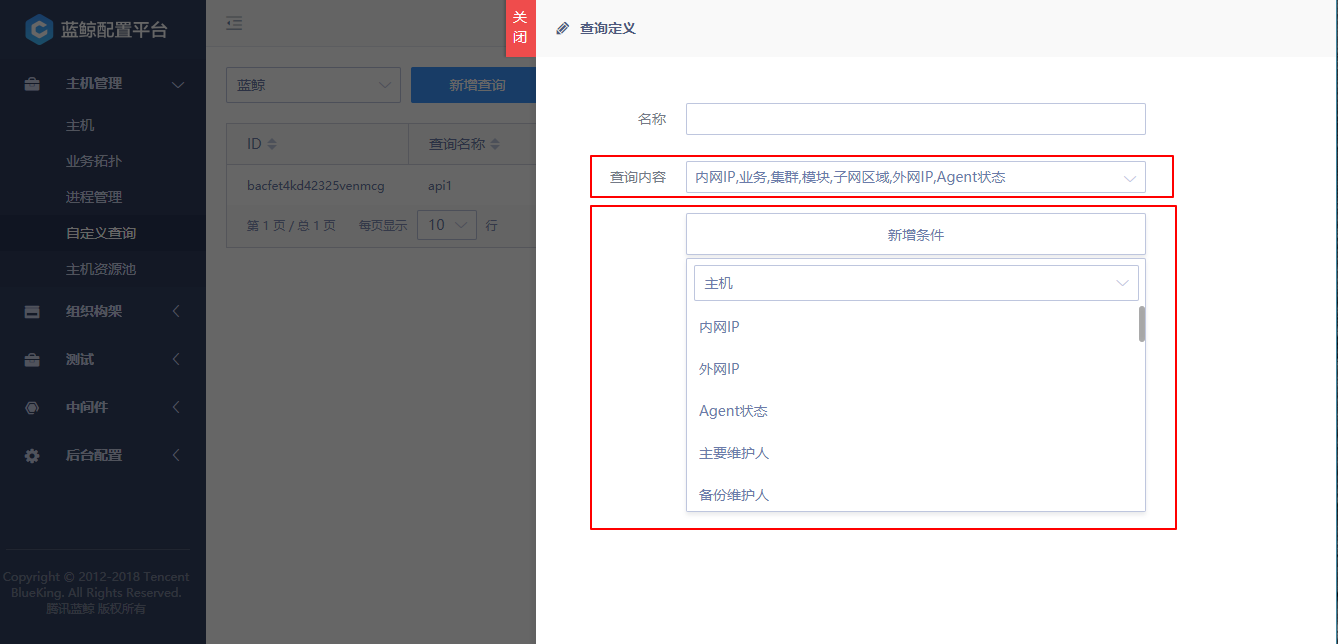 蓝鲸配置平台
主机管理
主机
业务拓扑
进程管理
自定义查询
主机资源池
组织构架
测试
中间件
后台配置
Copyright © 2012-2018 Tencent
BlueKing. All Rights Reserved.
腾讯蓝鲸 版权所有
蓝鲸
新增查询
ID
查询名称
bacfet4kd42325venmcg
api1
第 1 页 / 总 1 页
每页显示
10
行
关
闭
查询定义
名称
查询内容
内网IP,业务,集群,模块,子网区域,外网IP,Agent状态
新增条件
主机
内网IP
外网IP
Agent状态
主要维护人
备份维护人